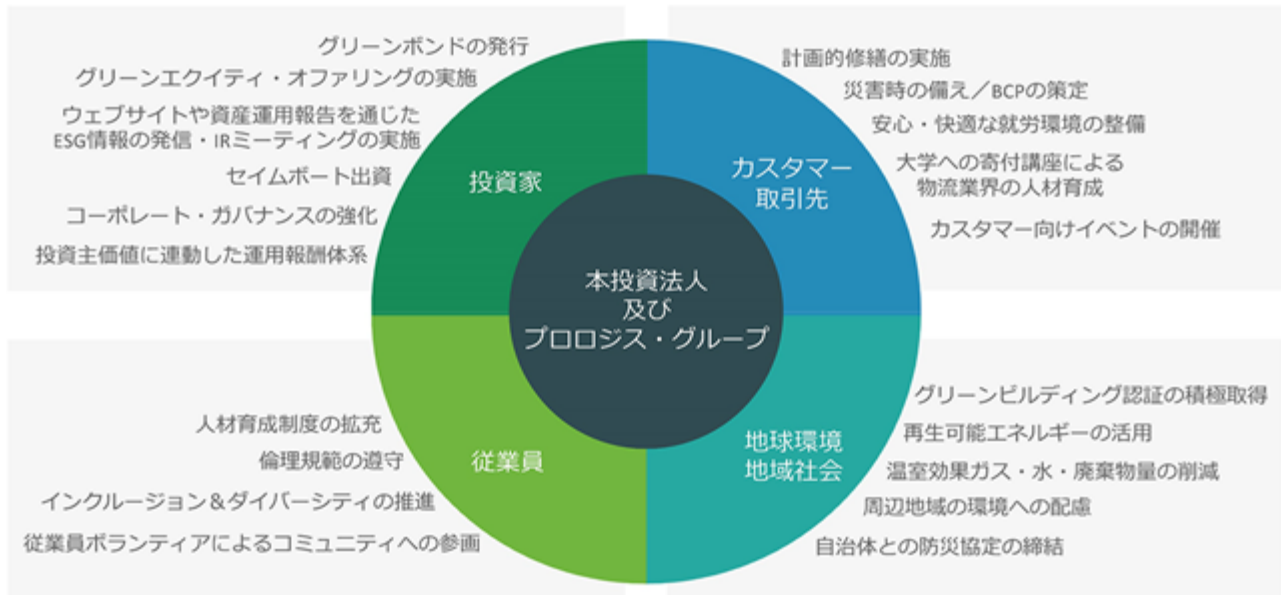 グリーンボンドの発行
グリーンエクイティ・オファリングの実施
ウェブサイトや資産運用報告を通じた
ESG情報の発信・IRミーティングの実施
セイムボート出資
コーポレート・ガバナンスの強化
投資主価値に連動した運用報酬体系
投資家
計画的修繕の実施
災害時の備え／BCPの策定
安心・快適な就労環境の整備
大学への寄付講座による
物流業界の人材育成
カスタマー向けイベントの開催
カスタマー
取引先
本投資法人
及び
プロロジス・グループ
人材育成制度の拡充
倫理規範の遵守
インクルージョン＆ダイバーシティの推進
従業員ボランティアによるコミュニティへの参画
従業員
グリーンビルディング認証の積極取得
再生可能エネルギーの活用
温室効果ガス・水・廃棄物量の削減
周辺地域の環境への配慮
自治体との防災協定の締結
地球環境
地域社会